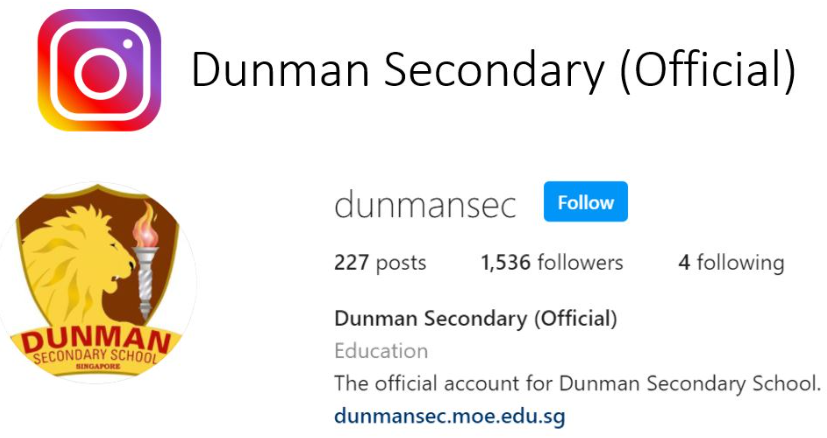 Dunman Secondary (Official)
dunmansec Follow
227 posts 1,536 followers 4 following
Dunman Secondary (Official)
Education
The official account for Dunman Secondary School.
dunmansec.moe.edu.sg
DUNMAN
SECONDARY SCHOOL
SINGAPORE